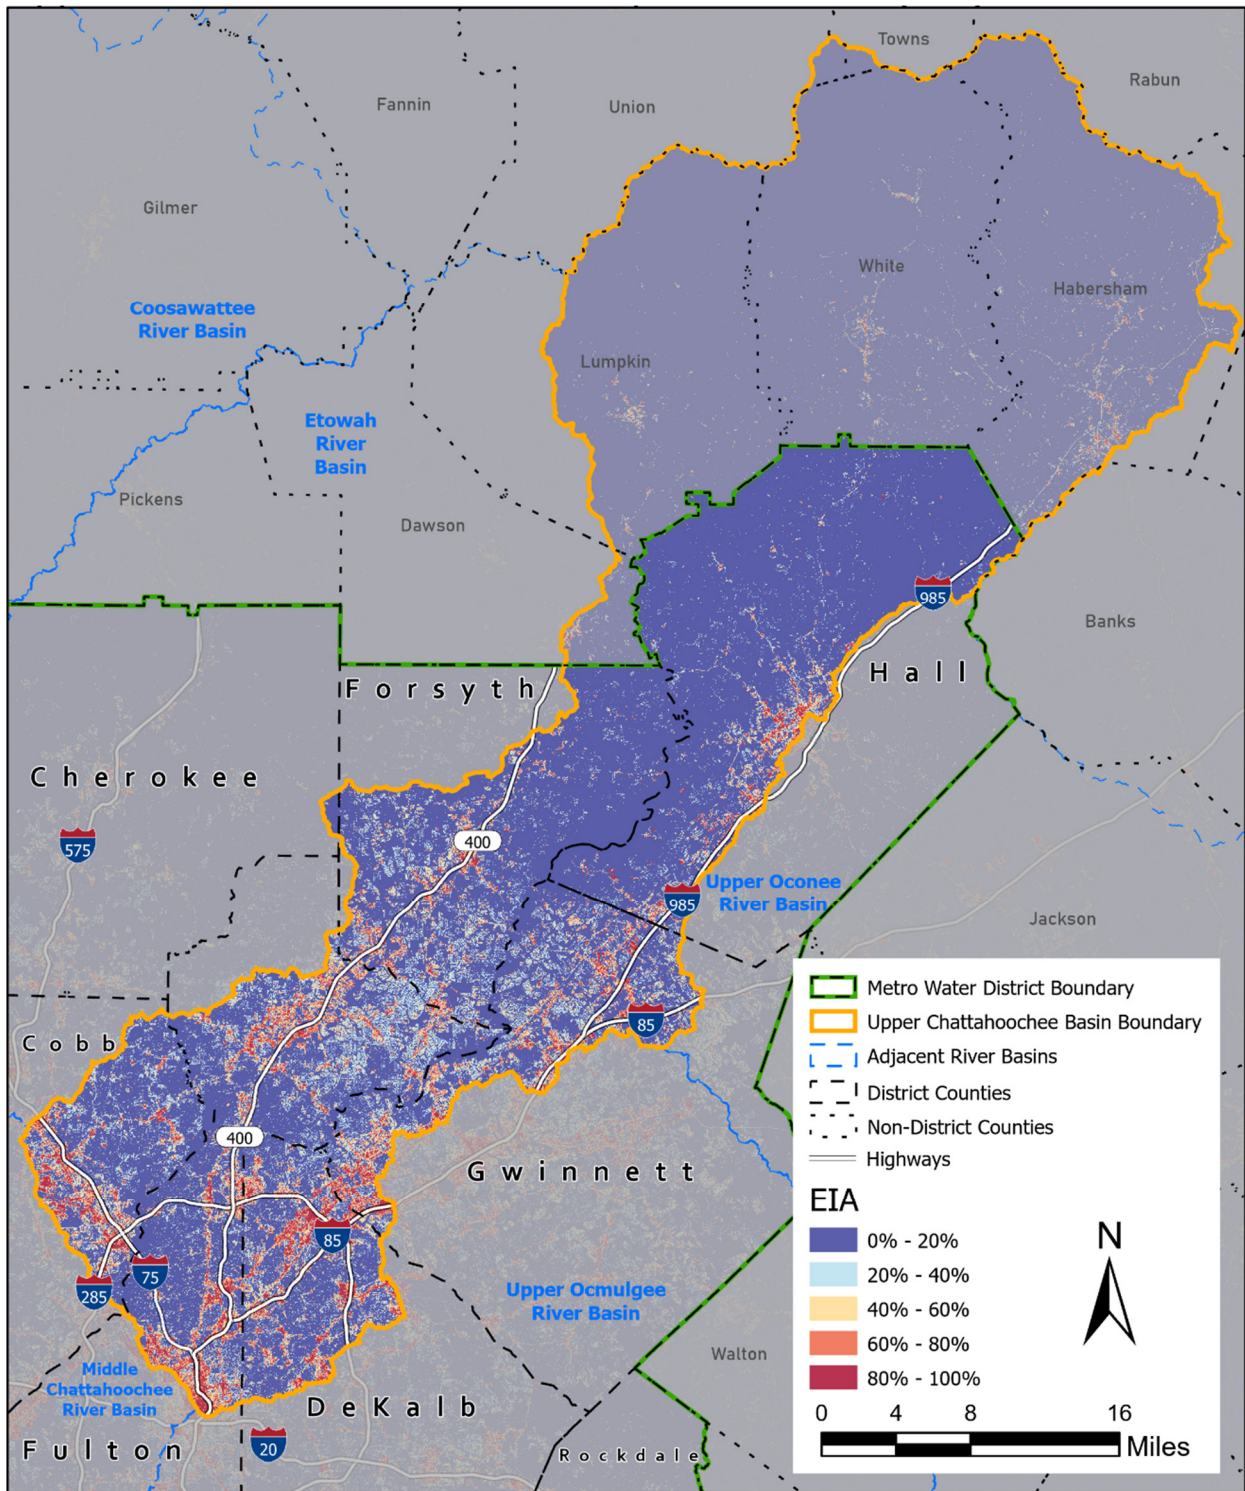 Towns
Rabun
Fannin
Union
Gilmer
White
Habersham
Coosawattee
River Basin
Lumpkin
Etowah
River
Basin
Pickens
Dawson
985
Banks
Hall
Forsyth
Cherokee
575
400
985
Upper Oconee
River Basin
Jackson
Cobb
85
400
Gwinnett
85
75
285
Upper Ocmulgee
River Basin
Walton
Middle
Chattahoochee
River Basin
DeKalb
Fulton
20
Rockdale
Metro Water District Boundary
Upper Chattahoochee Basin Boundary
Adjacent River Basins
District Counties
Non-District Counties
Highways
EIA
0% - 20%
20% - 40%
40% - 60%
60% - 80%
80% - 100%
N
0 4 8 16
Miles